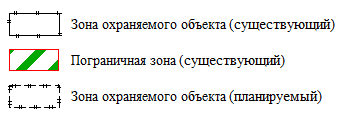 Зона охраняемого объекта (существующий)
Пограничная зона (существующий)
Зона охраняемого объекта (планируемый)